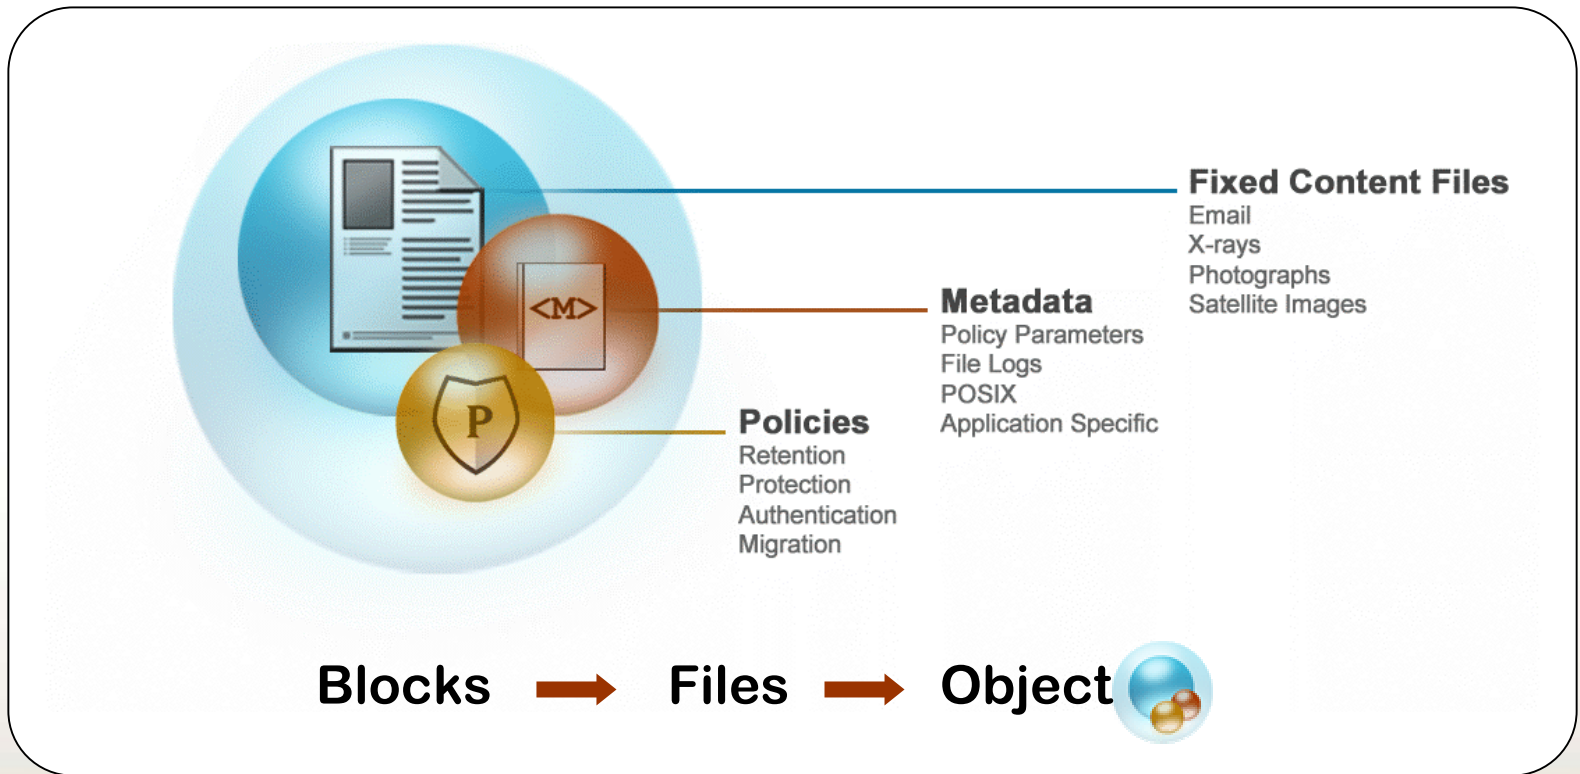 Fixed Content Files
Email
X-rays
Photographs
Satellite Images
<M>
Metadata
Policy Parameters
File Logs
POSIX
Application Specific
P
Policies
Retention
Protection
Authentication
Migration
Blocks Files Object